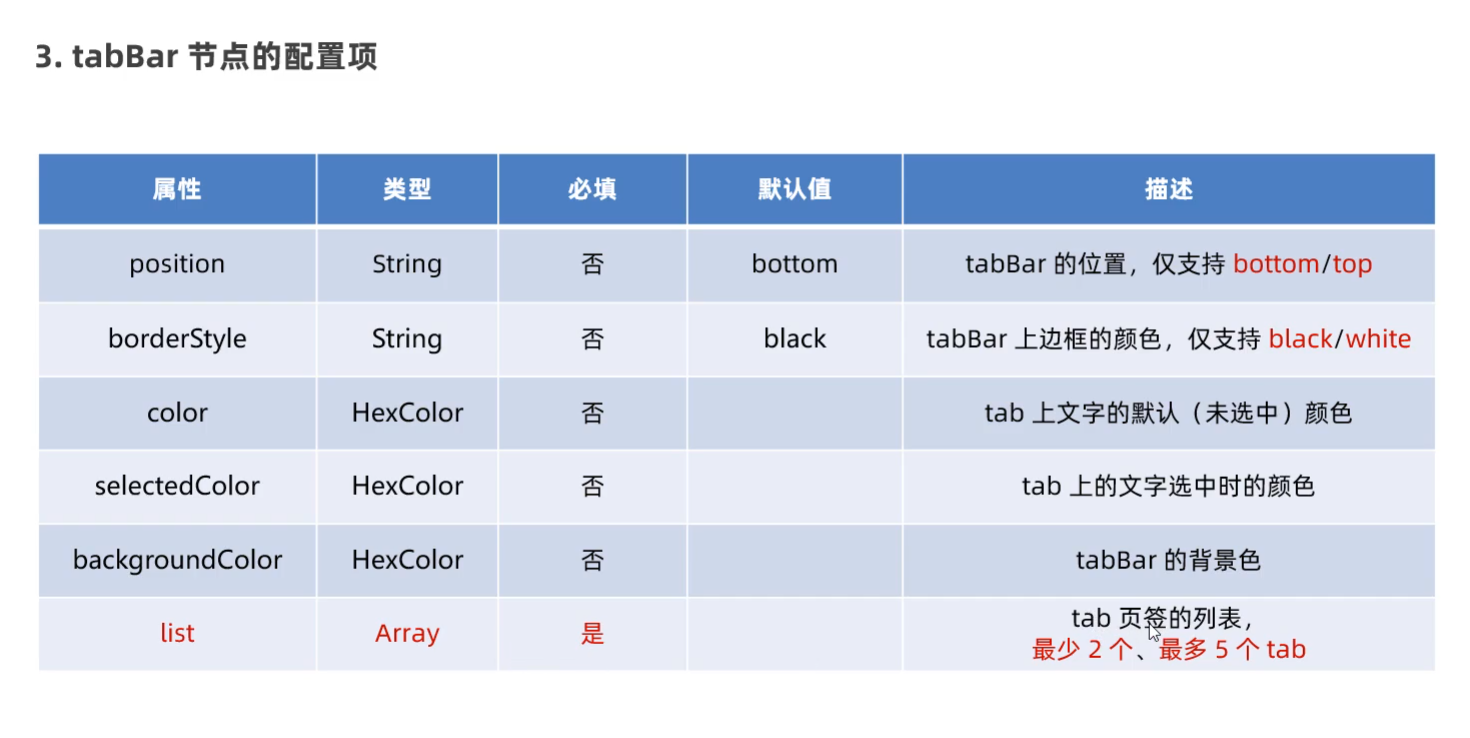 3. tabBar 节点的配置项
属性 类型 必填 默认值 描述
position String 否 bottom tabBar 的位置，仅支持 bottom/top
borderStyle String 否 black tabBar 上边框的颜色，仅支持 black/white
color HexColor 否 tab 上文字的默认（未选中）颜色
selectedColor HexColor 否 tab 上的文字选中时的颜色
backgroundColor HexColor 否 tabBar 的背景色
list Array 是 tab 页签的列表，
最少 2 个、最多 5 个 tab